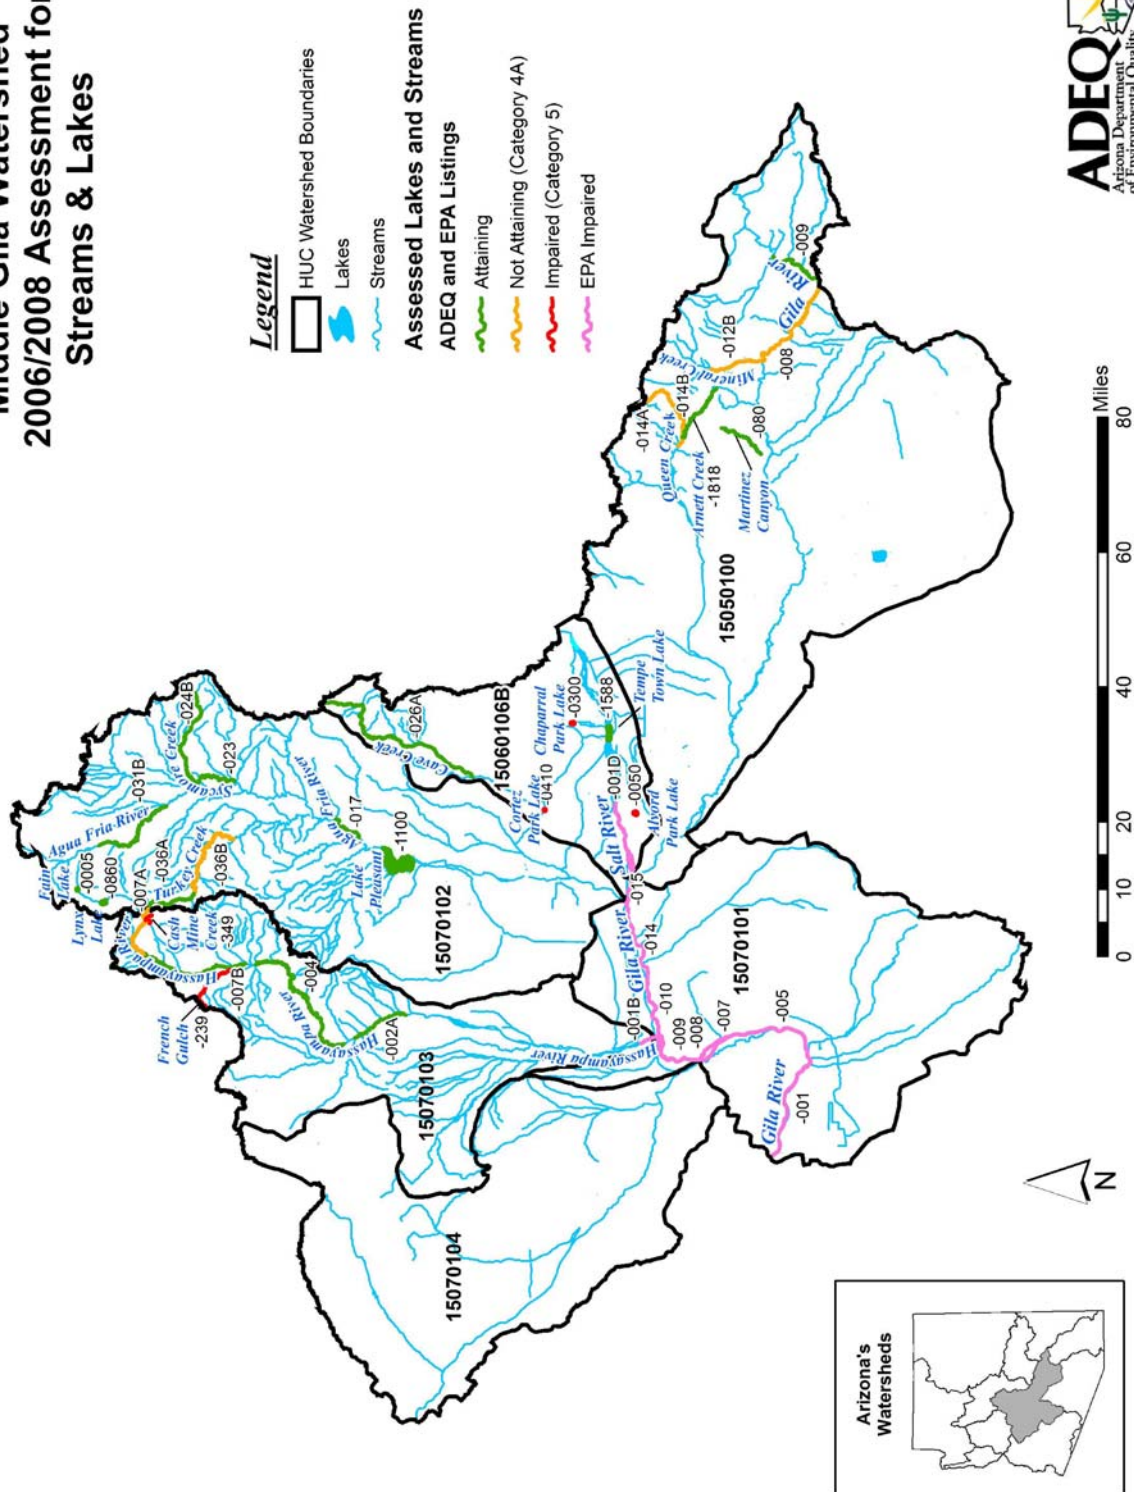 Middle Gila Watershed
2006/2008 Assessment for
Streams & Lakes
Legend
HUC Watershed Boundaries
Lakes
Streams
Assessed Lakes and Streams
ADEQ and EPA Listings
Attaining
Not Attaining (Category 4A)
Impaired (Category 5)
EPA Impaired
Fain
Lake
-0005
Lynx
Lake
-0860
Agua Fria River
-031B
Sycamore Creek
-024B
-023
-007A
-036A
Turkey Creek
-036B
Cash
Mine
Creek
-349
Hassayampa River
-007B
French
Gulch
-239
-004
Hassayampa River
-002A
Agua Fria River
-017
Lake
Pleasant
-1100
Cave Creek
-026A
15070102
15070103
15070104
15060106B
Cortez
Park Lake
-0410
Chaparral
Park Lake
-0300
-1588
Tempe
Town Lake
Salt River
-001D
-0050
Alvord
Park Lake
-015
Gila River
-014
-001B
-010
Hassayampa River
-009
-008
-007
-005
15070101
Gila River
-001
15050100
Queen Creek
-014A
-014B
Arnett Creek
-1818
Mineral Creek
-012B
Martinez
Canyon
-080
-008
Gila
River
-009
0 10 20 40 60 80
Miles
N
Arizona's
Watersheds
ADEQ
Arizona Department
of Environmental Quality